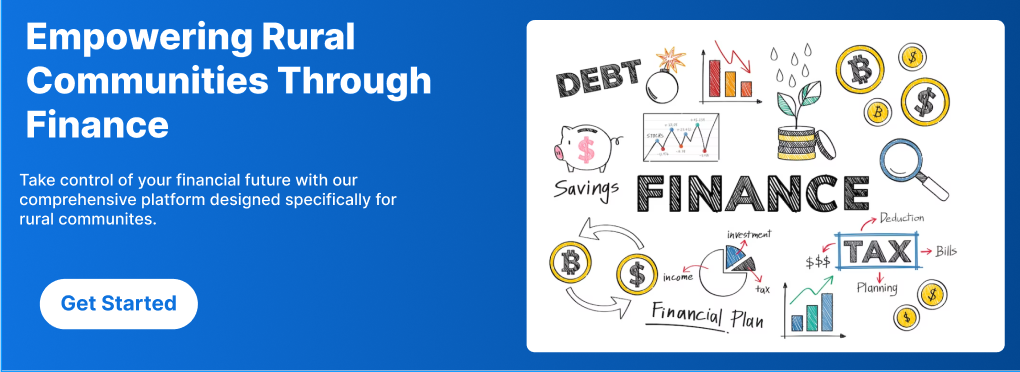 Empowering Rural
Communities Through
Finance
Take control of your financial future with our
comprehensive platform designed specifically for
rural communites.
Get Started
DEBT
STOCKS
$
Savings
FINANCE
Deduction
TAX
$$$
Bills
Planning
investment
income
tax
Financial Plan